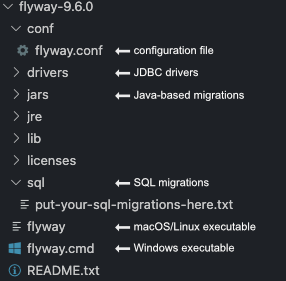 flyway-9.6.0
conf
flyway.conf configuration file
drivers JDBC drivers
jars Java-based migrations
jre
lib
licenses
sql SQL migrations
put-your-sql-migrations-here.txt
flyway macOS/Linux executable
flyway.cmd Windows executable
README.txt